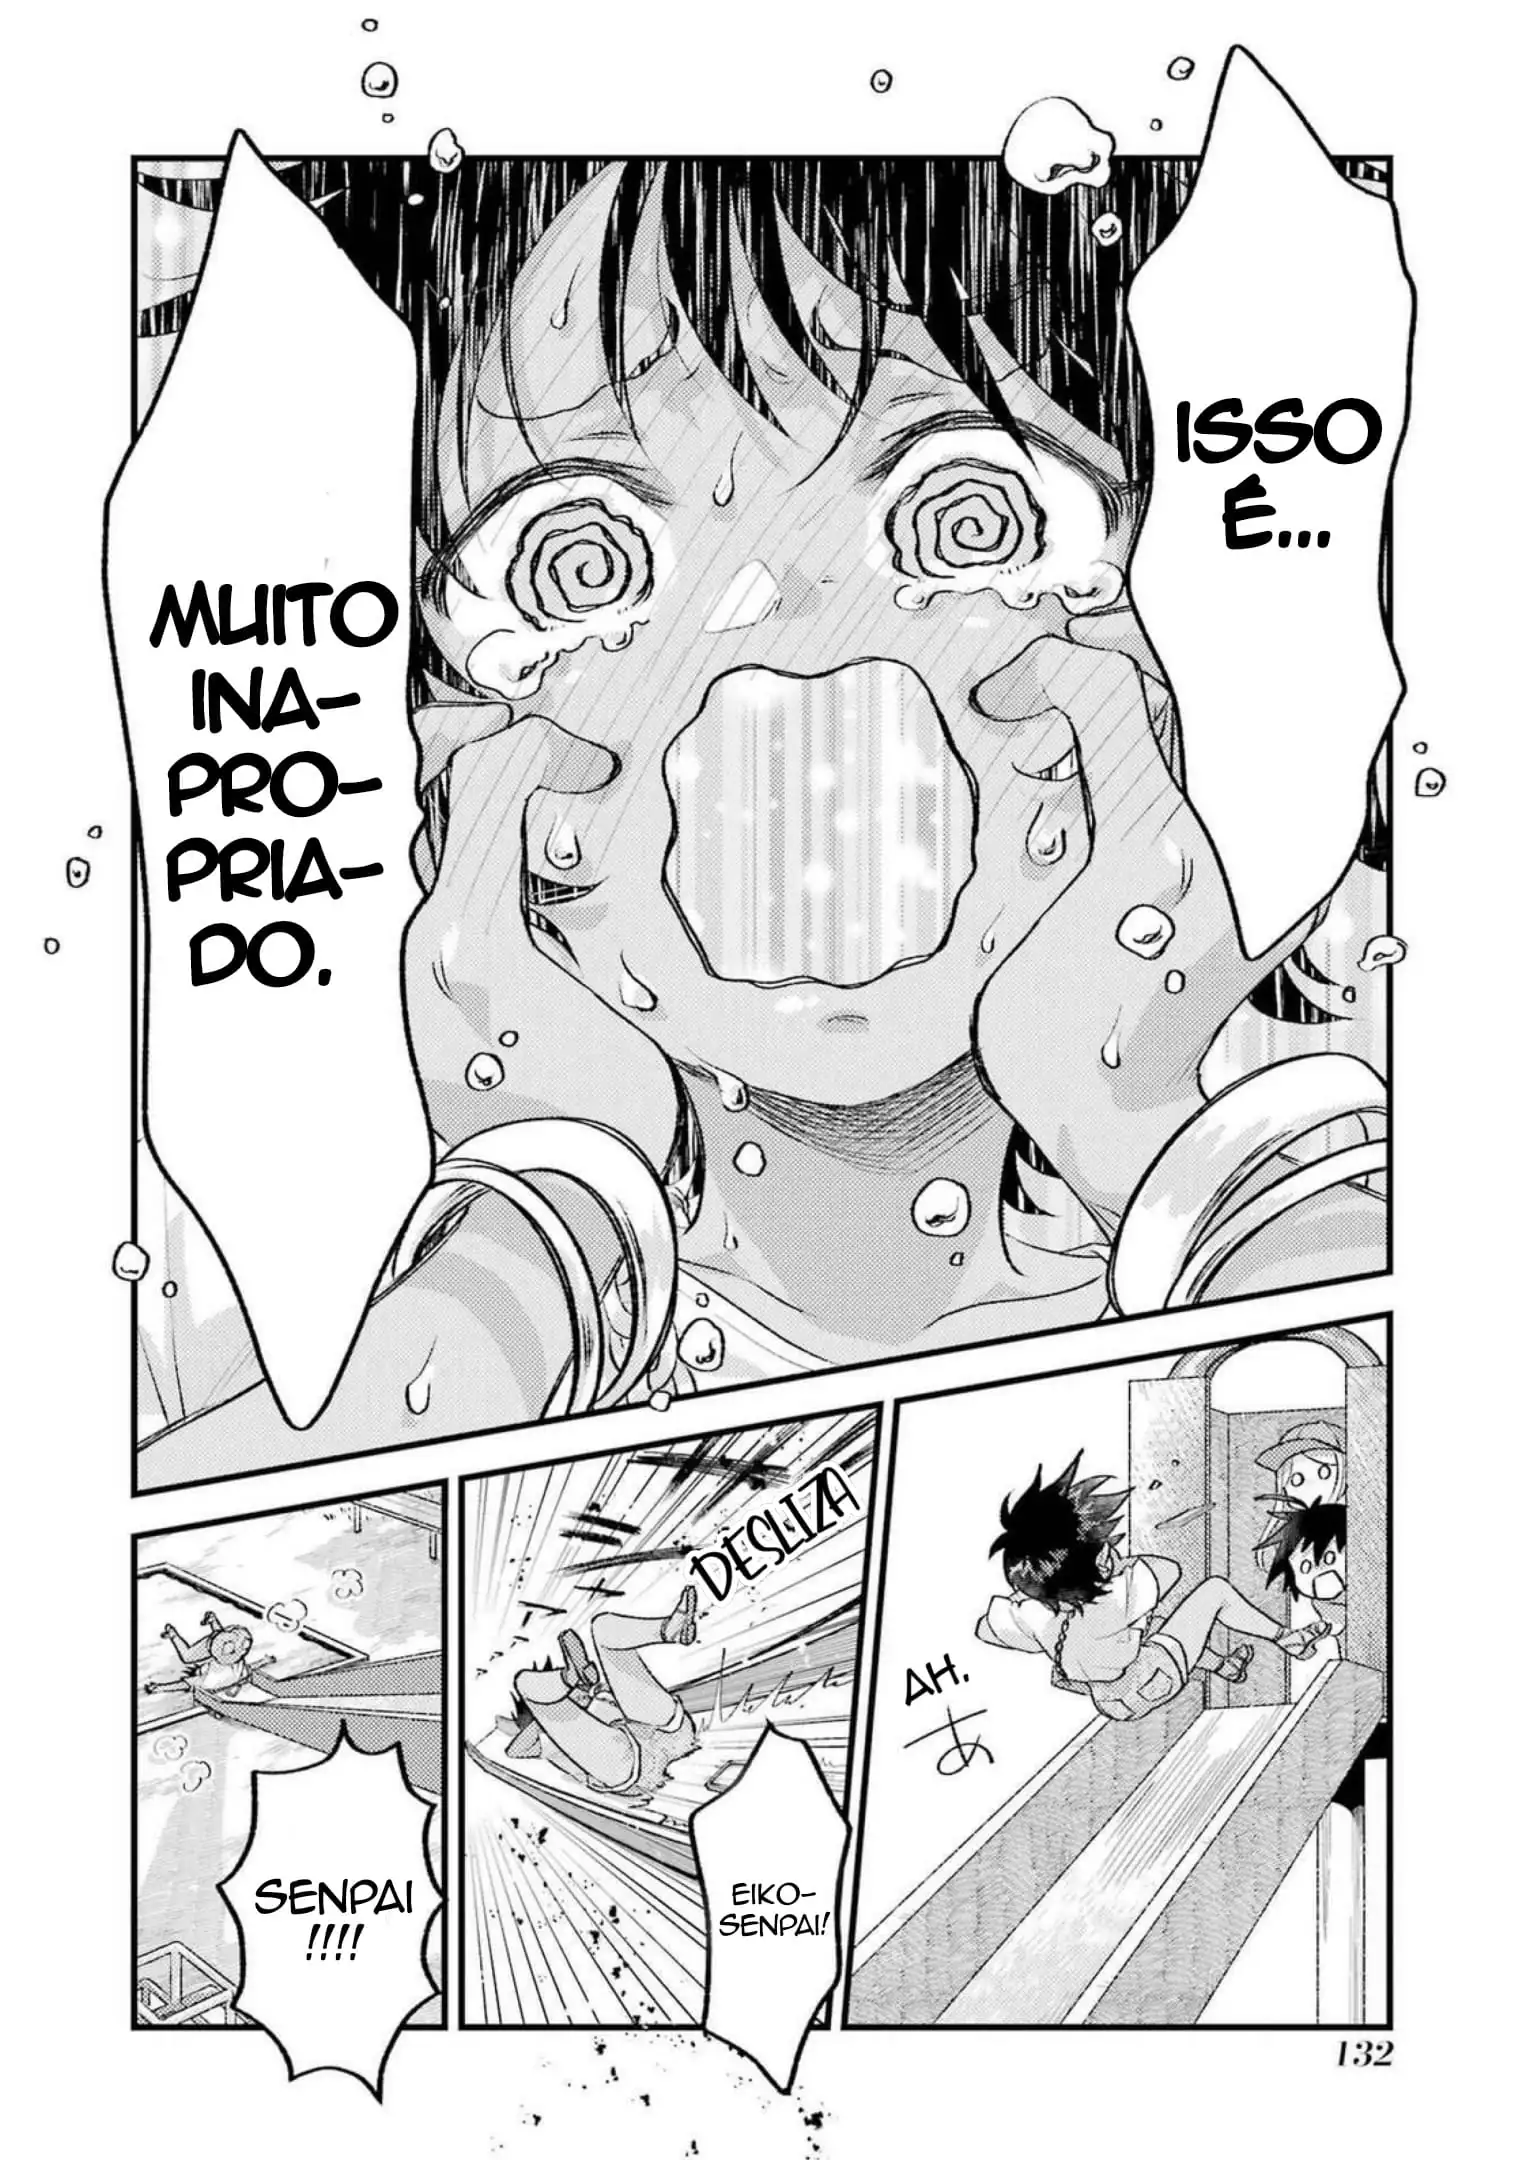 ISSO
É...
MUITO
INA-
PRO-
PRIA-
DO.
AH.
あ
DESLIZA
EIKO-
SENPAI!
SENPAI
!!!!
132